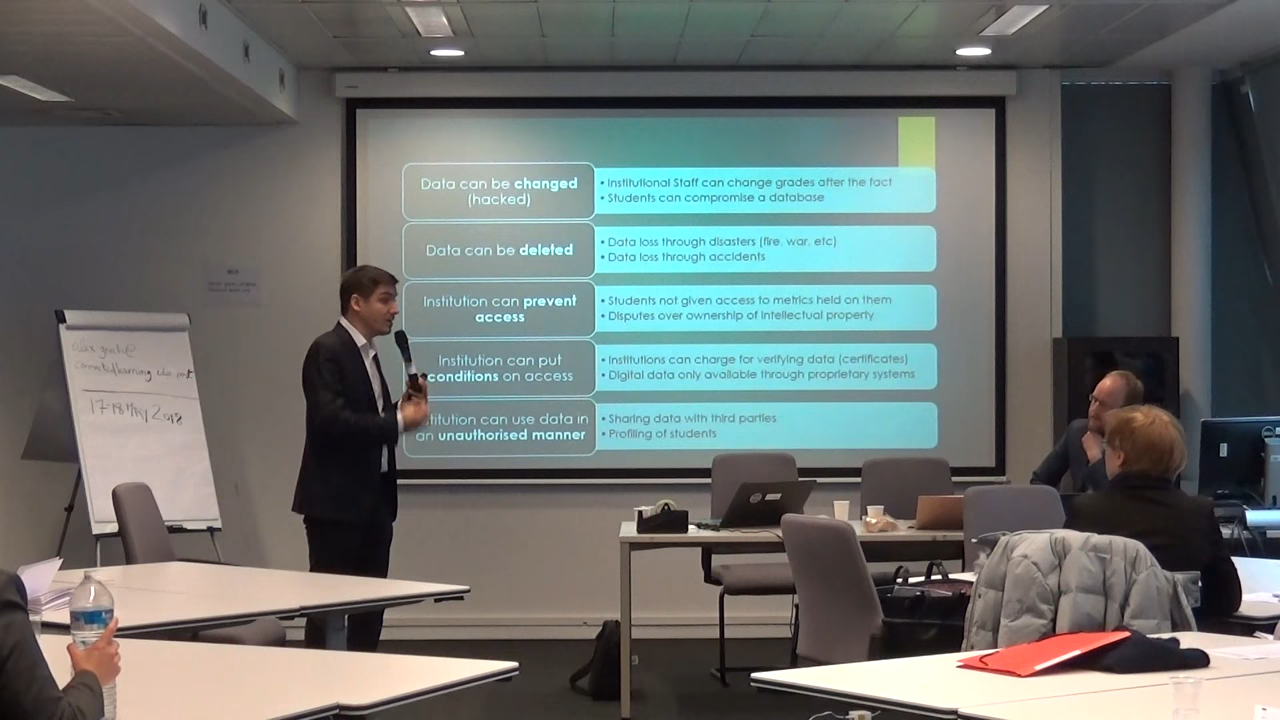 Data can be changed
(hacked)
• Institutional Staff can change grades after the fact
• Students can compromise a database
Data can be deleted
• Data loss through disasters (fire, war, etc)
• Data loss through accidents
Institution can prevent
access
• Students not given access to metrics held on them
• Disputes over ownership of intellectual property
Institution can put
conditions on access
• Institutions can charge for verifying data (certificates)
• Digital data only available through proprietary systems
can use data in
an unauthorised manner
• Sharing data with third parties
• Profiling of students
17-18 May 2018